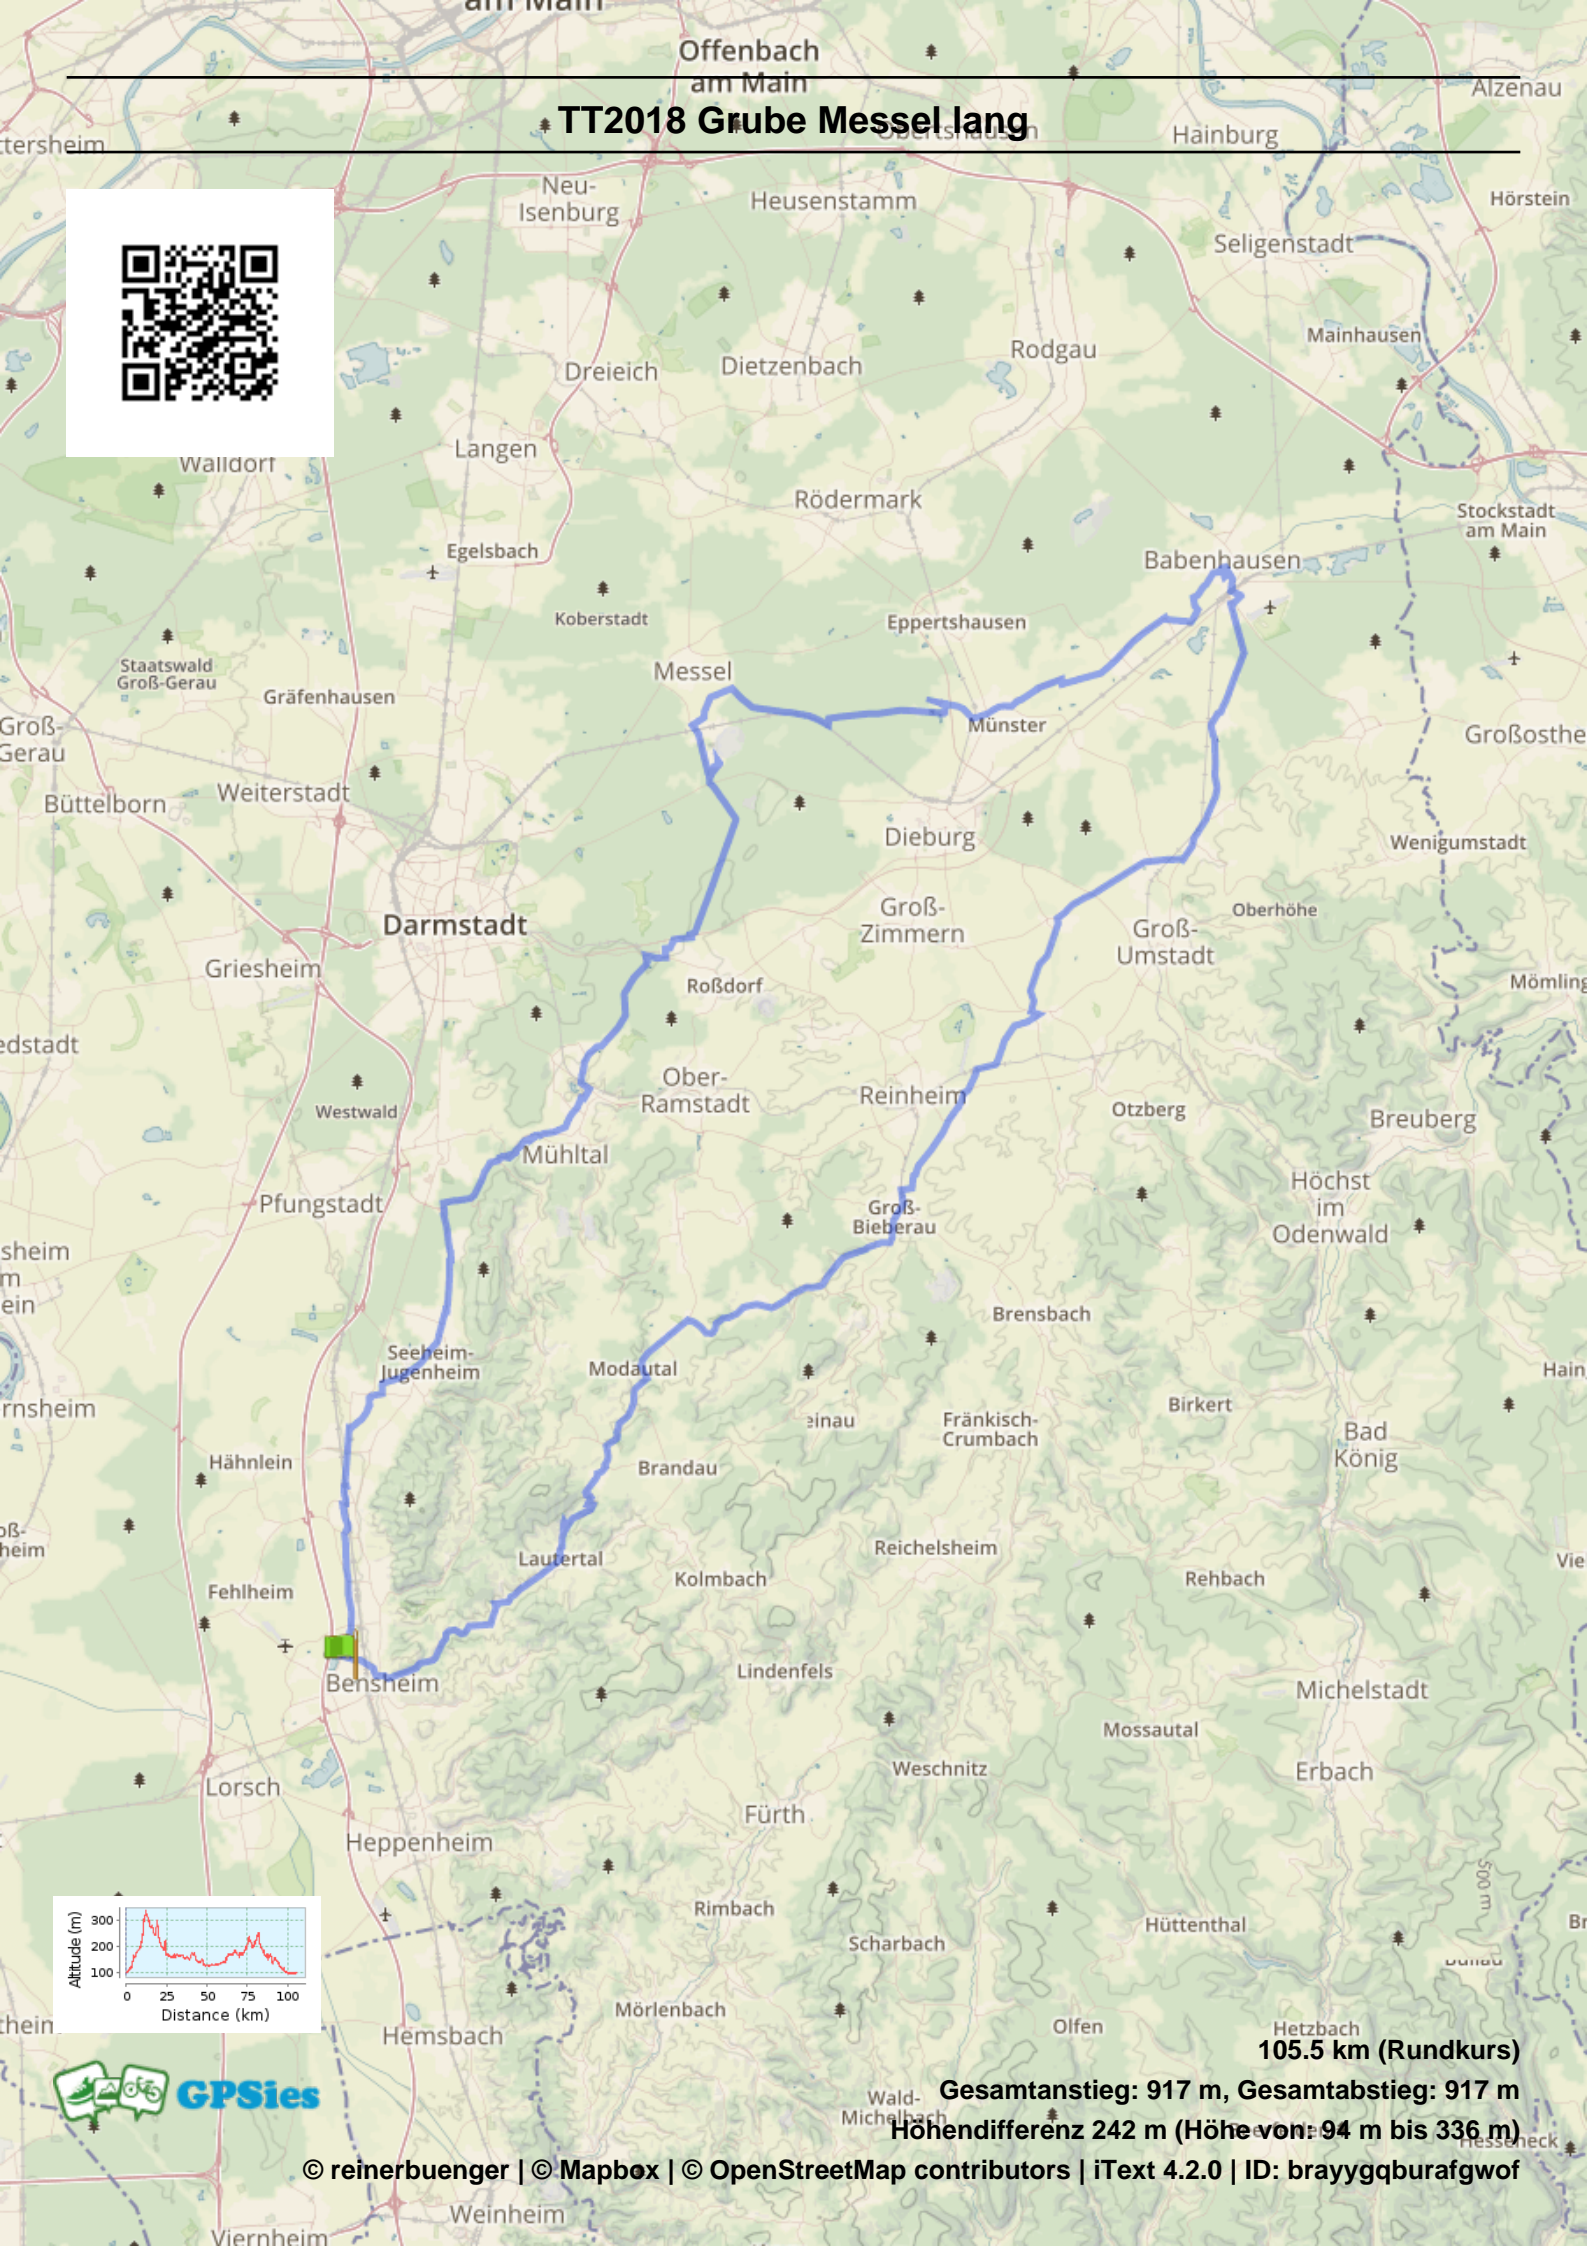 am Main
Offenbach
am Main
Alzenau
TT2018 Grube Messel lang
Hainburg
Neu-
Isenburg
Heusenstamm
Hörstein
Seligenstadt
Mainhausen
Rodgau
Dreieich
Dietzenbach
Langen
Walldorf
Rödermark
Stockstadt
am Main
Egelsbach
Babenhausen
Koberstadt
Eppertshausen
Staatswald
Groß-Gerau
Messel
Gräfenhausen
Groß-
Gerau
Münster
Büttelborn
Weiterstadt
Dieburg
Wenigumstadt
Darmstadt
Groß-
Zimmern
Oberhöhe
Groß-
Umstadt
Griesheim
Roßdorf
Ober-
Ramstadt
Reinheim
Westwald
Otzberg
Breuberg
Mühltal
Pfungstadt
Höchst
im
Odenwald
Groß-
Bieberau
Brensbach
Seeheim-
Jugenheim
Modautal
Birkert
Fränkisch-
Crumbach
Bad
König
Hähnlein
Brandau
Lautertal
Reichelsheim
Kolmbach
Rehbach
Fehlheim
Bensheim
Lindenfels
Michelstadt
Mossautal
Weschnitz
Erbach
Lorsch
Fürth
Heppenheim
500 m
Rimbach
Hüttenthal
Scharbach
Altitude (m)
300
200
100
0 25 50 75 100
Distance (km)
Mörlenbach
Olfen
Hetzbach
Hemsbach
105.5 km (Rundkurs)
GPSies
Wald-
Michelbach
Gesamtanstieg: 917 m, Gesamtabstieg: 917 m
Höhendifferenz 242 m (Höhe von: 94 m bis 336 m)
Hesseneck
© reinerbuenger | © Mapbox | © OpenStreetMap contributors | iText 4.2.0 | ID: brayygqburafgwof
Weinheim
Viernheim